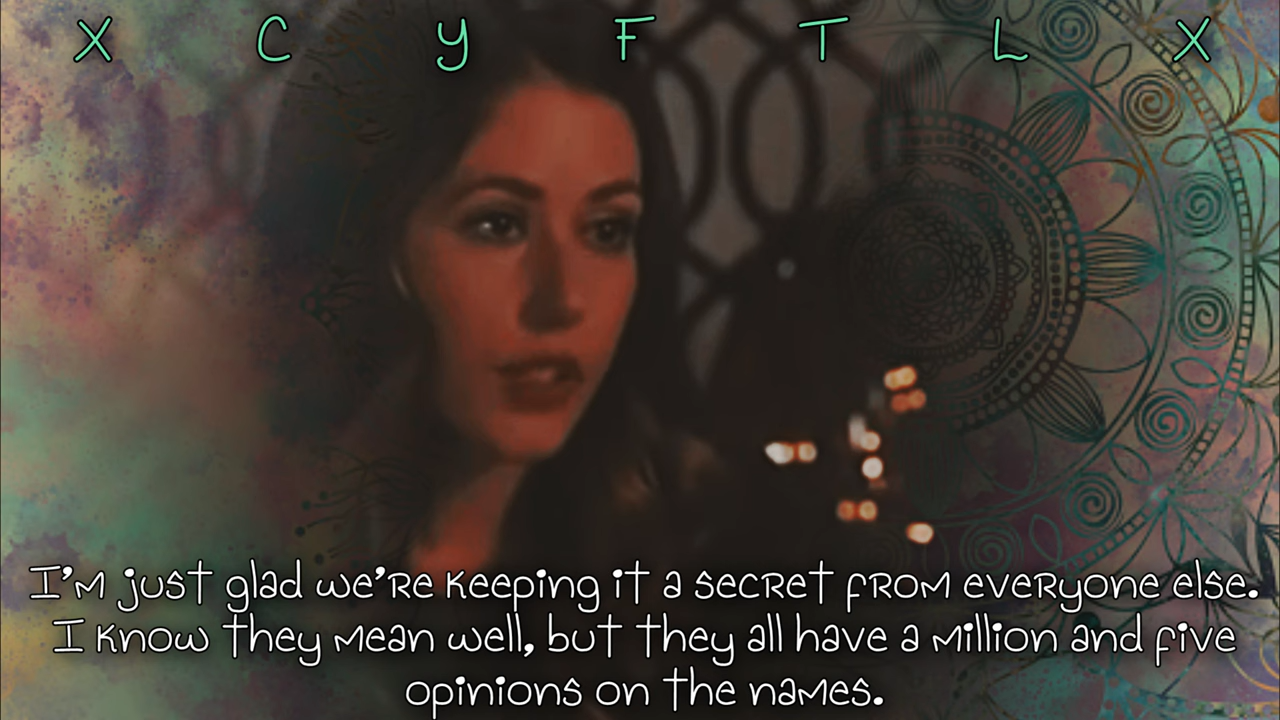 X C Y F T L X
I'm just glad we're keeping it a secret from everyone else.
I know they mean well, but they all have a million and five
opinions on the names.